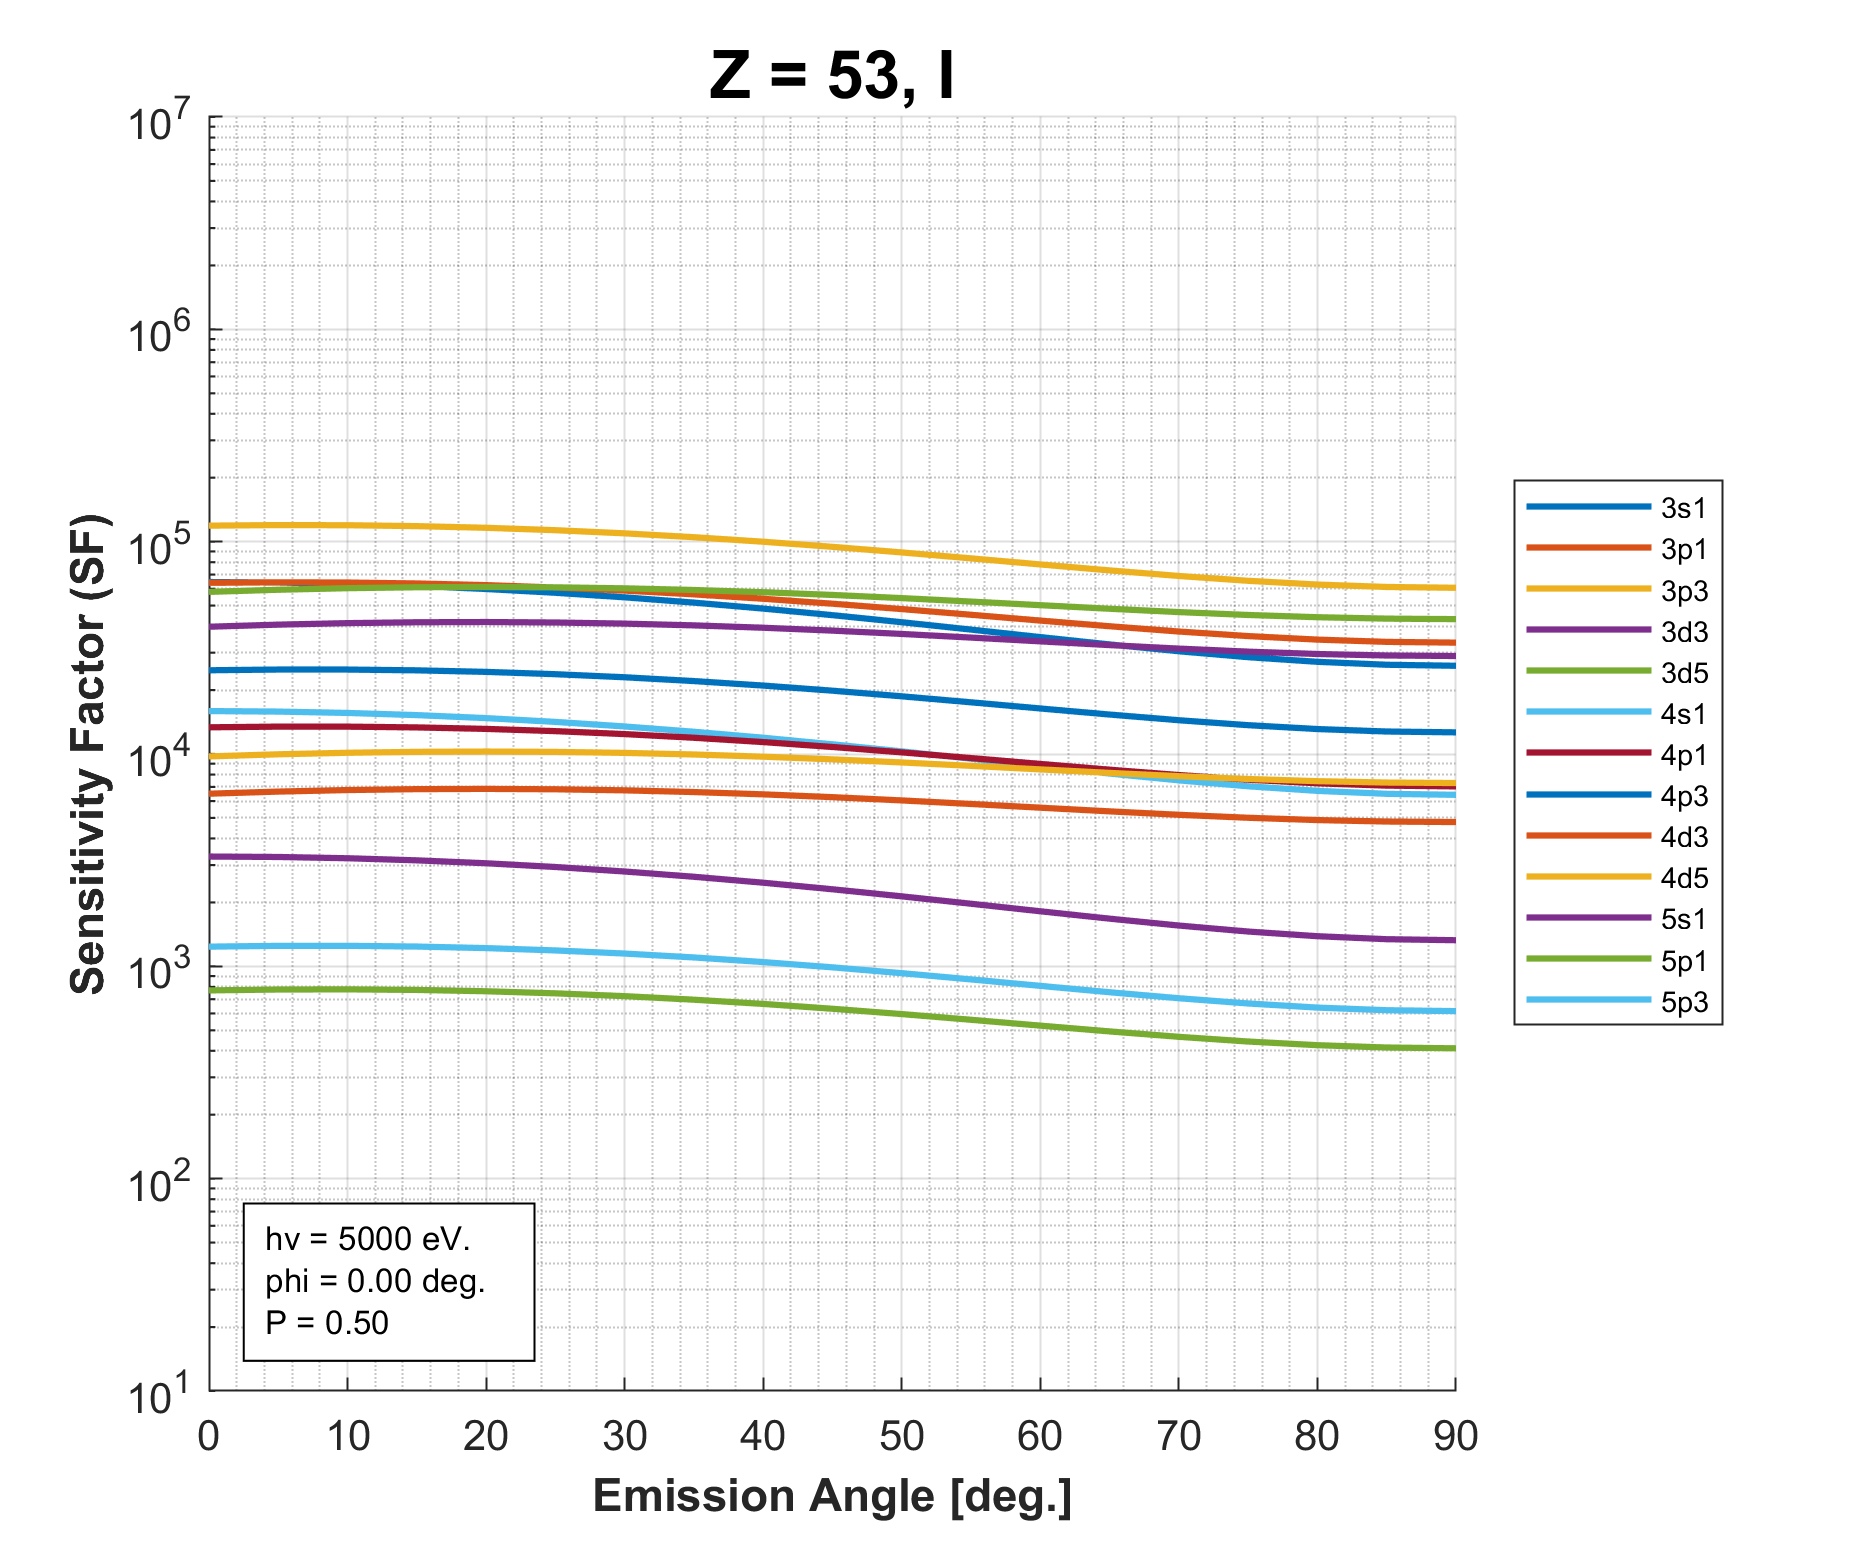 Z = 53, I
10^7
10^6
10^5
10^4
10^3
10^2
10^1
Sensitivity Factor (SF)
0 10 20 30 40 50 60 70 80 90
Emission Angle [deg.]
hv = 5000 eV.
phi = 0.00 deg.
P = 0.50
3s1
3p1
3p3
3d3
3d5
4s1
4p1
4p3
4d3
4d5
5s1
5p1
5p3